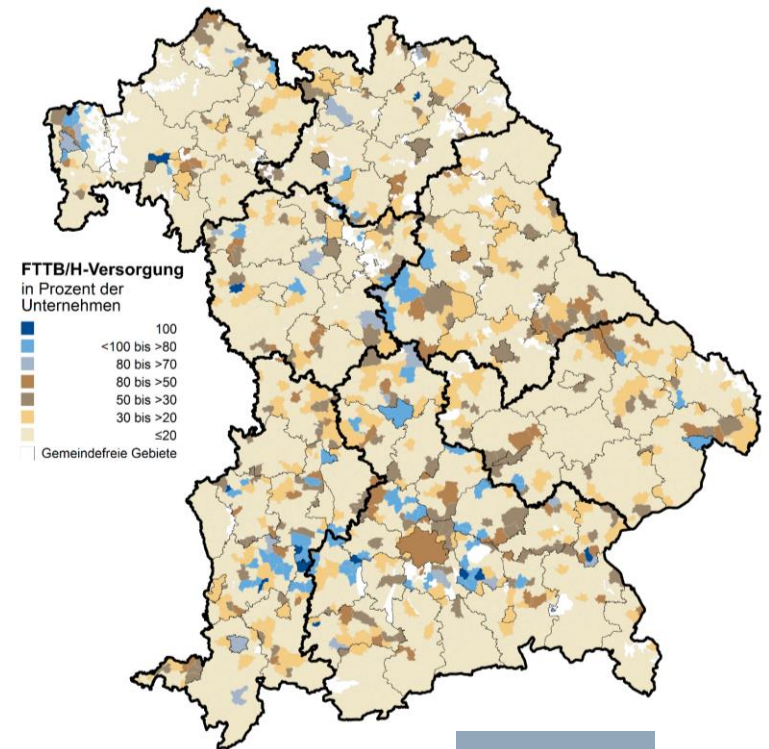 FTTB/H-Versorgung
in Prozent der
Unternehmen
100
<100 bis >80
80 bis >70
80 bis >50
50 bis >30
30 bis >20
≤20
Gemeindefreie Gebiete